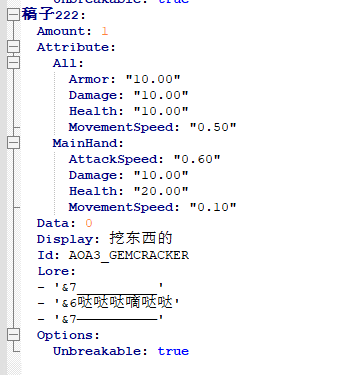 Unbreakable: true
稿子222:
Amount: 1
Attribute:
All:
Armor: "10.00"
Damage: "10.00"
Health: "10.00"
MovementSpeed: "0.50"
MainHand:
AttackSpeed: "0.60"
Damage: "10.00"
Health: "20.00"
MovementSpeed: "0.10"
Data: 0
Display: 挖东西的
Id: AOA3_GEMCRACKER
Lore:
- '&7__________'
- '&6哒哒哒嘀哒哒'
- '&7——————————'
Options:
Unbreakable: true